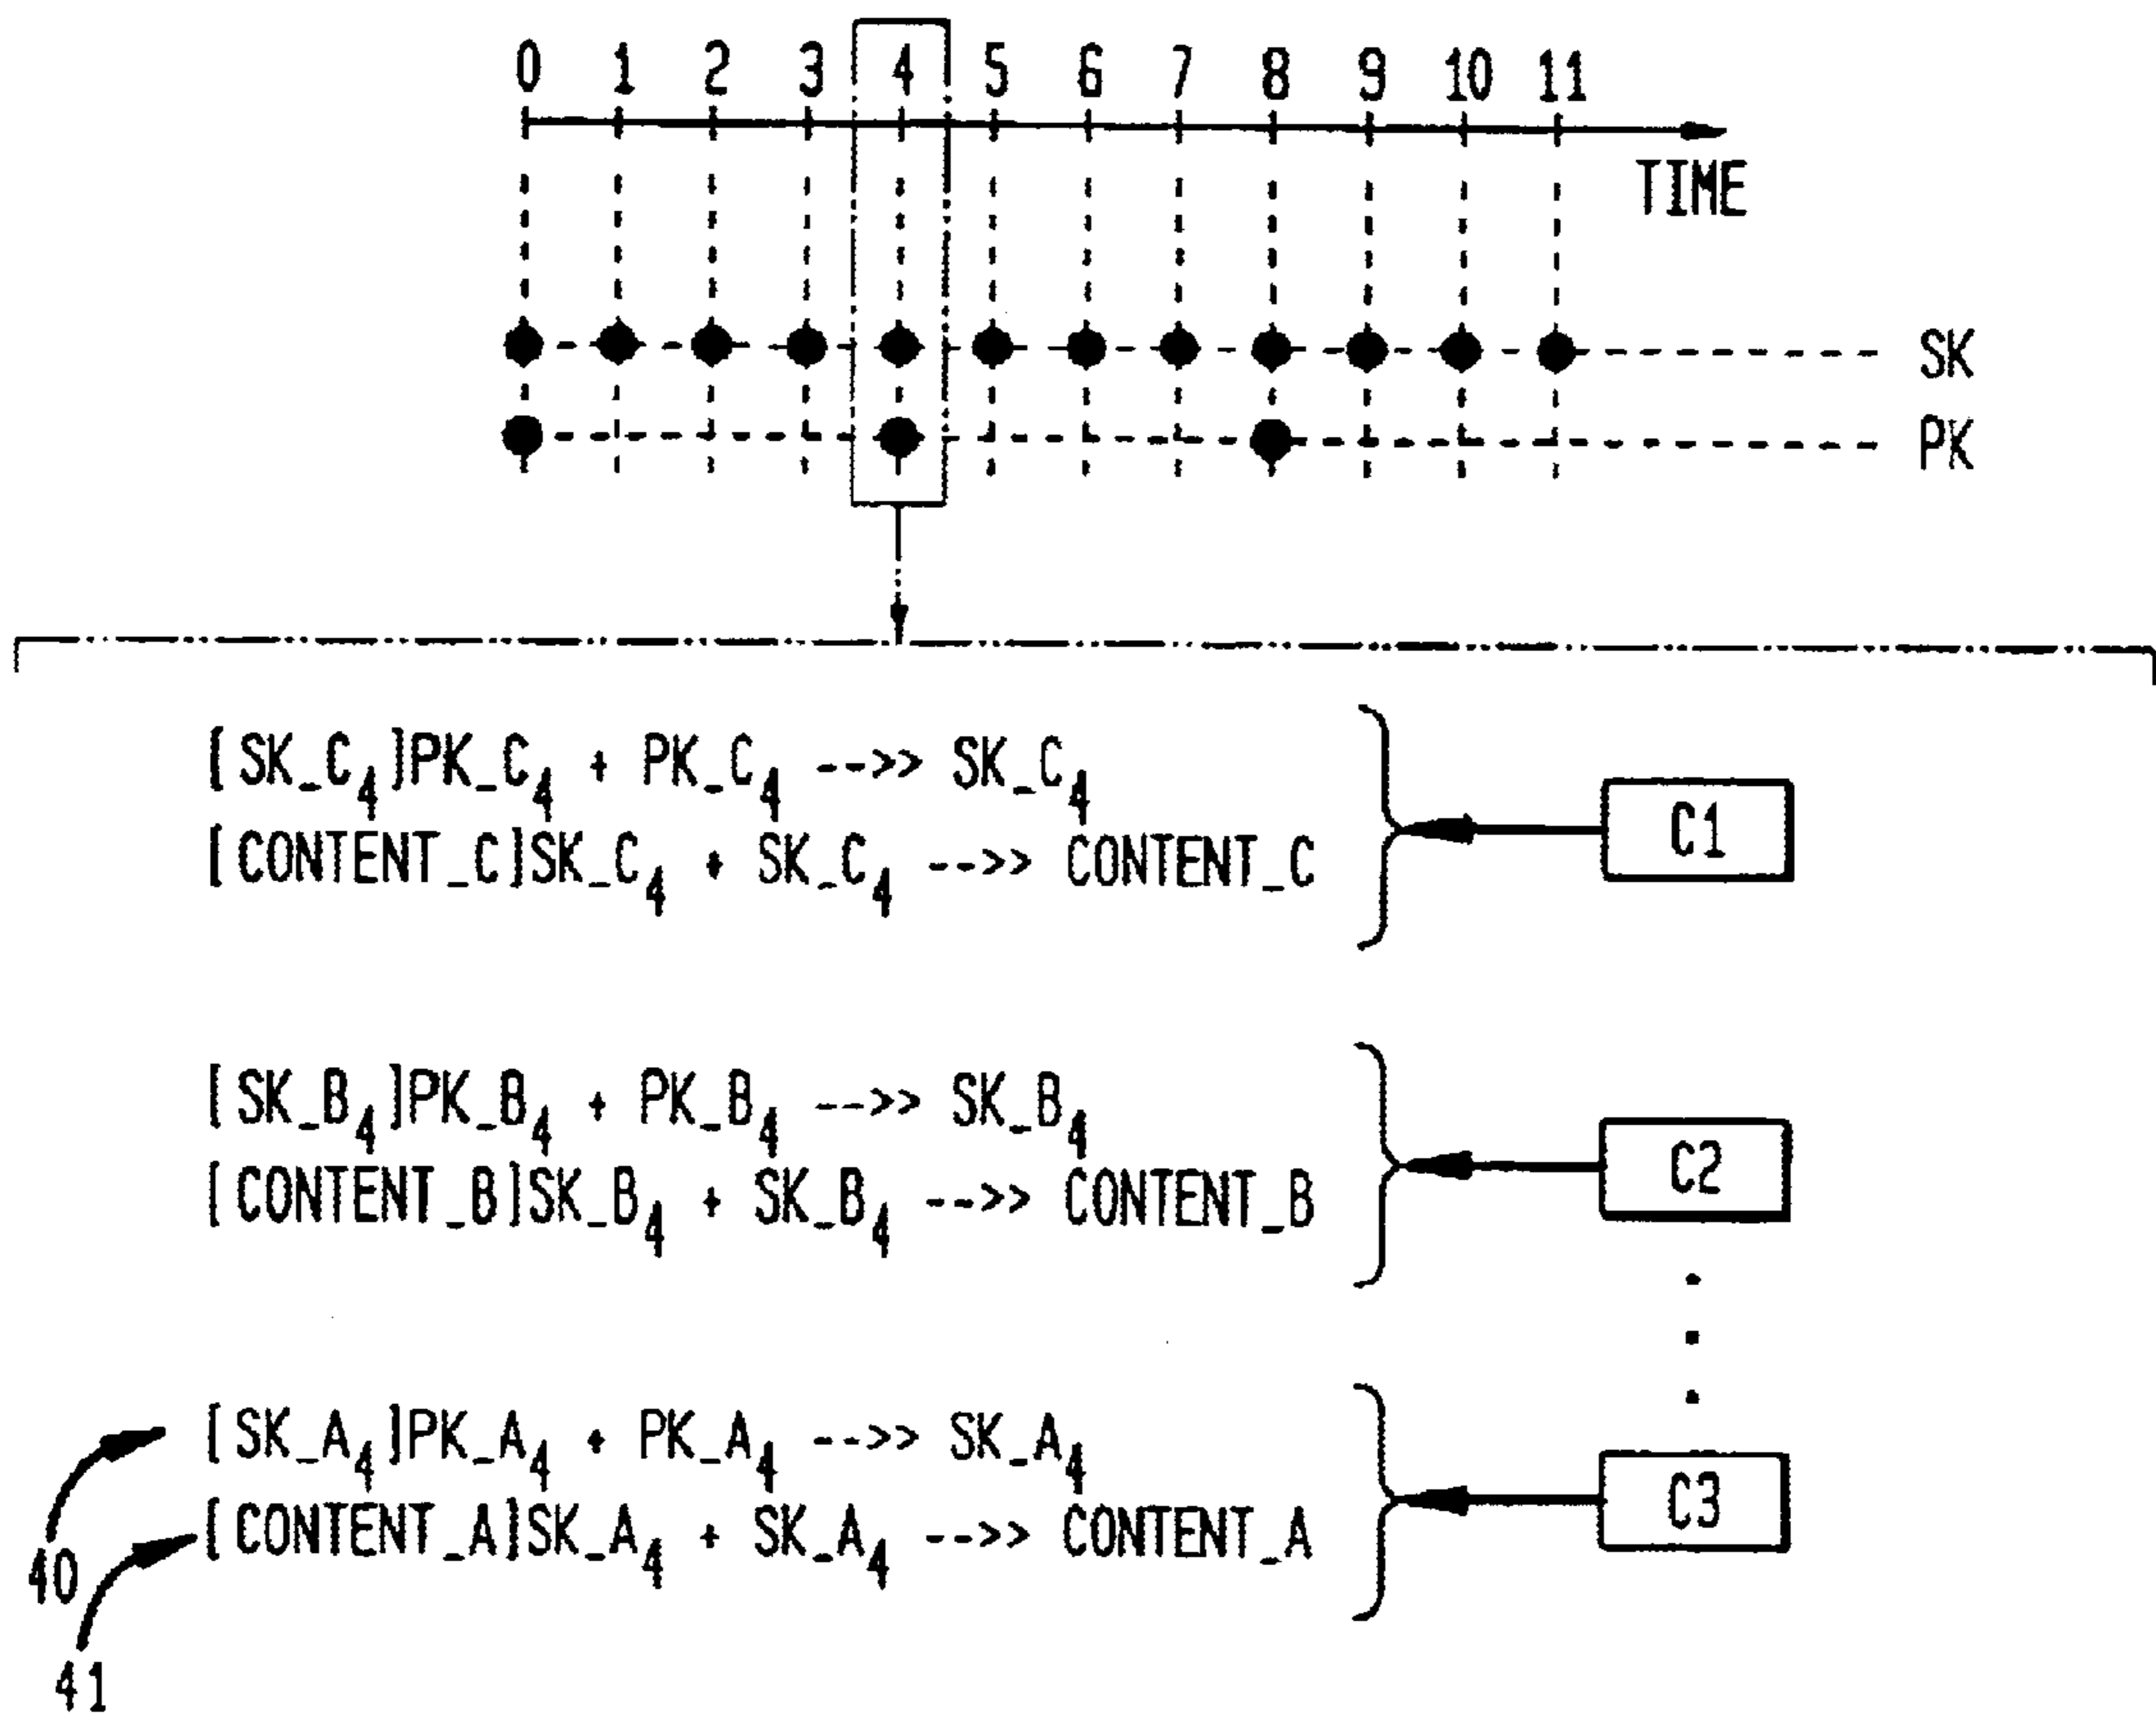 0 1 2 3 4 5 6 7 8 9 10 11
TIME
SK
PK
[SK_C4]PK_C4 + PK_C4 -->> SK_C4
[CONTENT_C]SK_C4 + SK_C4 -->> CONTENT_C
C1
[SK_B4]PK_B4 + PK_B4 -->> SK_B4
[CONTENT_B]SK_B4 + SK_B4 -->> CONTENT_B
C2
[SK_A4]PK_A4 + PK_A4 -->> SK_A4
[CONTENT_A]SK_A4 + SK_A4 -->> CONTENT_A
C3
40
41